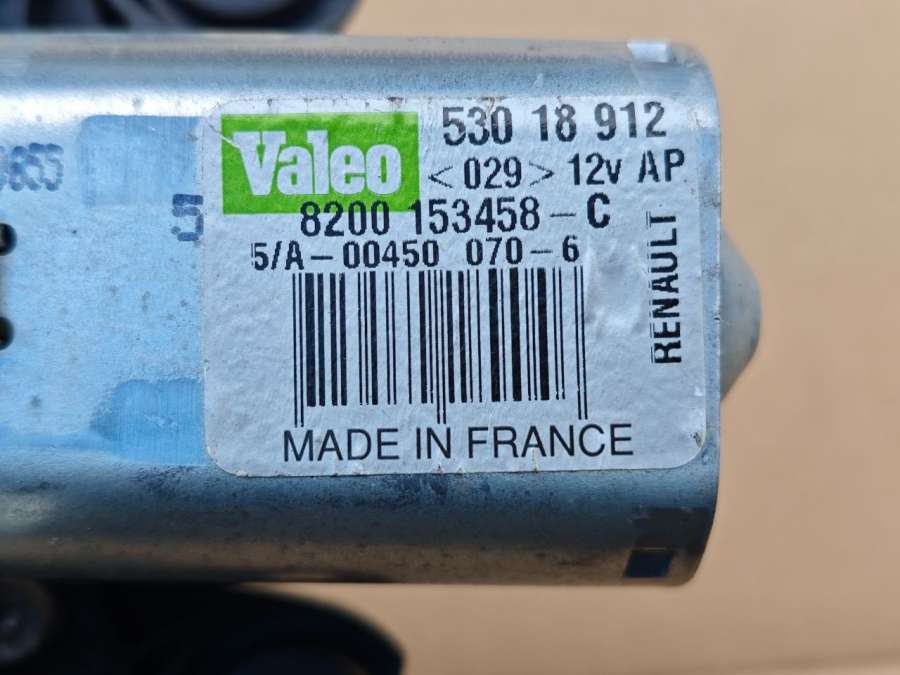 Valeo
530 18 912
<029> 12v AP
8200 153458-C
5/A-00450 070-6
RENAULT
MADE IN FRANCE
5